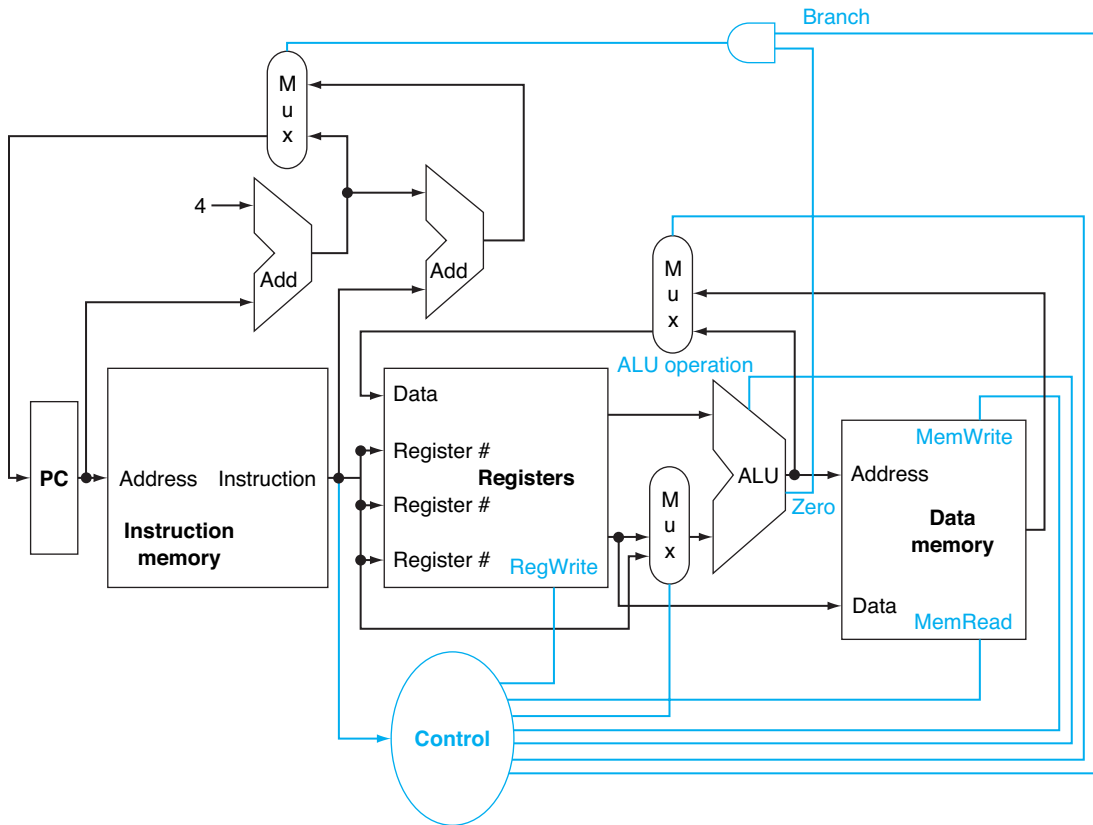 Branch
M
u
x
4
Add
Add
M
u
x
ALU operation
Data
Register #
Registers
Register #
Register #
RegWrite
PC
Address
Instruction
Instruction
memory
M
u
x
ALU
Zero
MemWrite
Address
Data
memory
Data
MemRead
Control